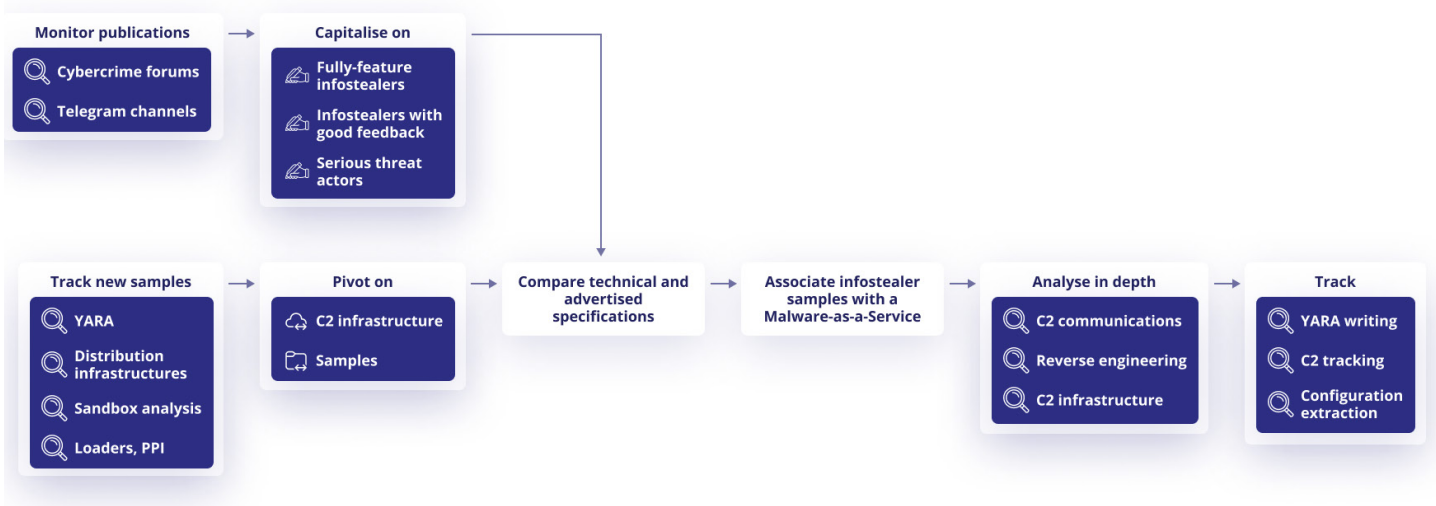 Monitor publications
Cybercrime forums
Telegram channels
Capitalise on
Fully-feature
infostealers
Infostealers with
good feedback
Serious threat
actors
Track new samples
YARA
Distribution
infrastructures
Sandbox analysis
Loaders, PPI
Pivot on
C2 infrastructure
Samples
Compare technical and
advertised
specifications
Associate infostealer
samples with a
Malware-as-a-Service
Analyse in depth
C2 communications
Reverse engineering
C2 infrastructure
Track
YARA writing
C2 tracking
Configuration
extraction